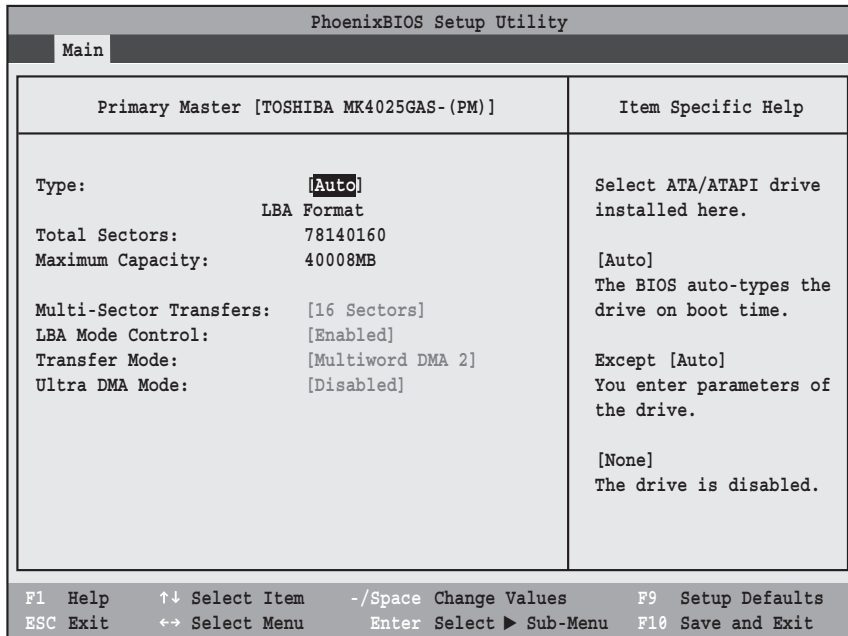 PhoenixBIOS Setup Utility
Main
Primary Master [TOSHIBA MK4025GAS-(PM)]
Type: [Auto]
LBA Format
Total Sectors: 78140160
Maximum Capacity: 40008MB
Multi-Sector Transfers: [16 Sectors]
LBA Mode Control: [Enabled]
Transfer Mode: [Multiword DMA 2]
Ultra DMA Mode: [Disabled]
Item Specific Help
Select ATA/ATAPI drive
installed here.
[Auto]
The BIOS auto-types the
drive on boot time.
Except [Auto]
You enter parameters of
the drive.
[None]
The drive is disabled.
F1 Help ↑↓ Select Item -/Space Change Values F9 Setup Defaults
ESC Exit ←→ Select Menu Enter Select ▶ Sub-Menu F10 Save and Exit